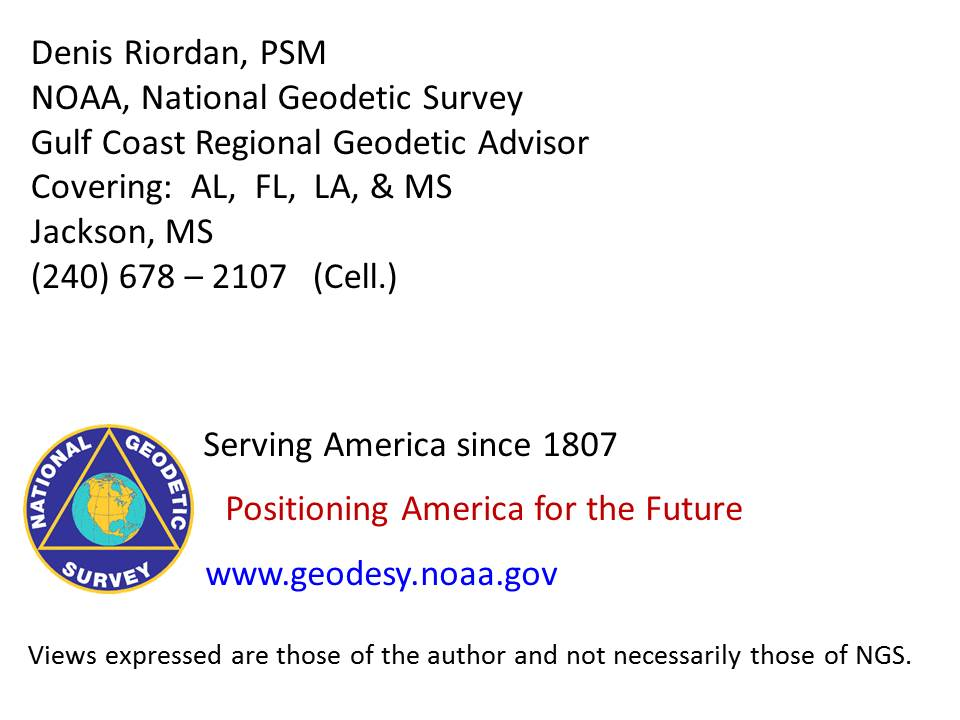 Denis Riordan, PSM
NOAA, National Geodetic Survey
Gulf Coast Regional Geodetic Advisor
Covering:  AL,  FL,  LA, & MS
Jackson, MS
(240) 678 – 2107   (Cell.)
NATIONAL GEODETIC SURVEY
Serving America since 1807
Positioning America for the Future
www.geodesy.noaa.gov
Views expressed are those of the author and not necessarily those of NGS.